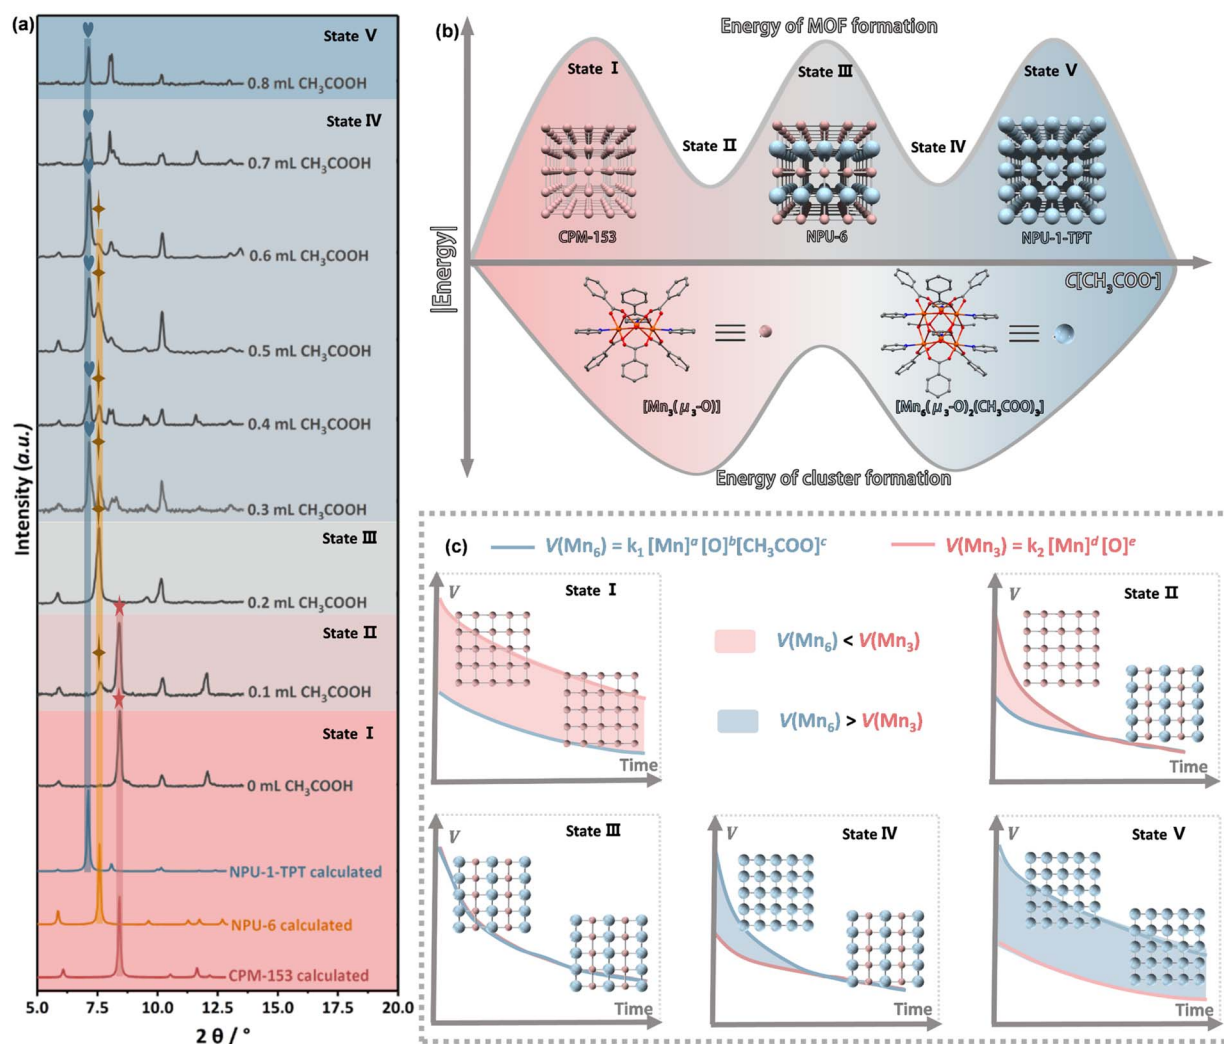 (a)
State V
0.8 mL CH₃COOH
State IV
0.7 mL CH₃COOH
0.6 mL CH₃COOH
0.5 mL CH₃COOH
0.4 mL CH₃COOH
0.3 mL CH₃COOH
State III
0.2 mL CH₃COOH
State II
0.1 mL CH₃COOH
State I
0 mL CH₃COOH
NPU-1-TPT calculated
NPU-6 calculated
CPM-153 calculated
Intensity (a.u.)
5.0 7.5 10.0 12.5 15.0 17.5 20.0
2 θ / °
(b)
Energy of MOF formation
State I
State III
State V
State II
State IV
CPM-153
NPU-6
NPU-1-TPT
|Energy|
C[CH₃COO⁻]
[Mn₃(μ₃-O)]
[Mn₆(μ₃-O)₂(CH₃COO)₃]
Energy of cluster formation
(c)
V(Mn₆) = k₁ [Mn]ᵃ [O]ᵇ[CH₃COO]ᶜ
V(Mn₃) = k₂ [Mn]ᵈ [O]ᵉ
V
State I
Time
V(Mn₆) < V(Mn₃)
V(Mn₆) > V(Mn₃)
V
State II
Time
V
State III
Time
V
State IV
Time
V
State V
Time